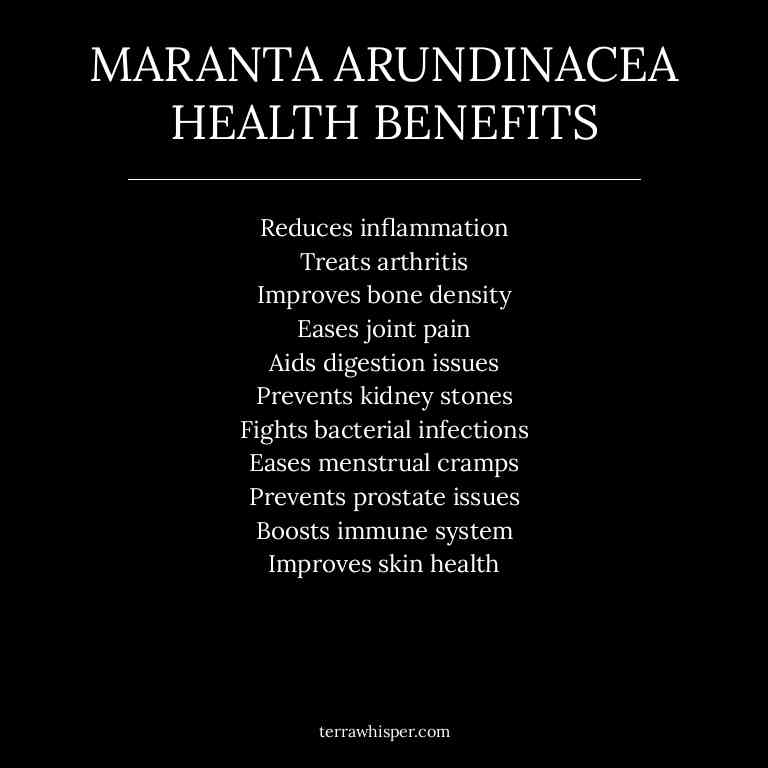 MARANTA ARUNDINACEA
HEALTH BENEFITS
Reduces inflammation
Treats arthritis
Improves bone density
Eases joint pain
Aids digestion issues
Prevents kidney stones
Fights bacterial infections
Eases menstrual cramps
Prevents prostate issues
Boosts immune system
Improves skin health
terrawhisper.com